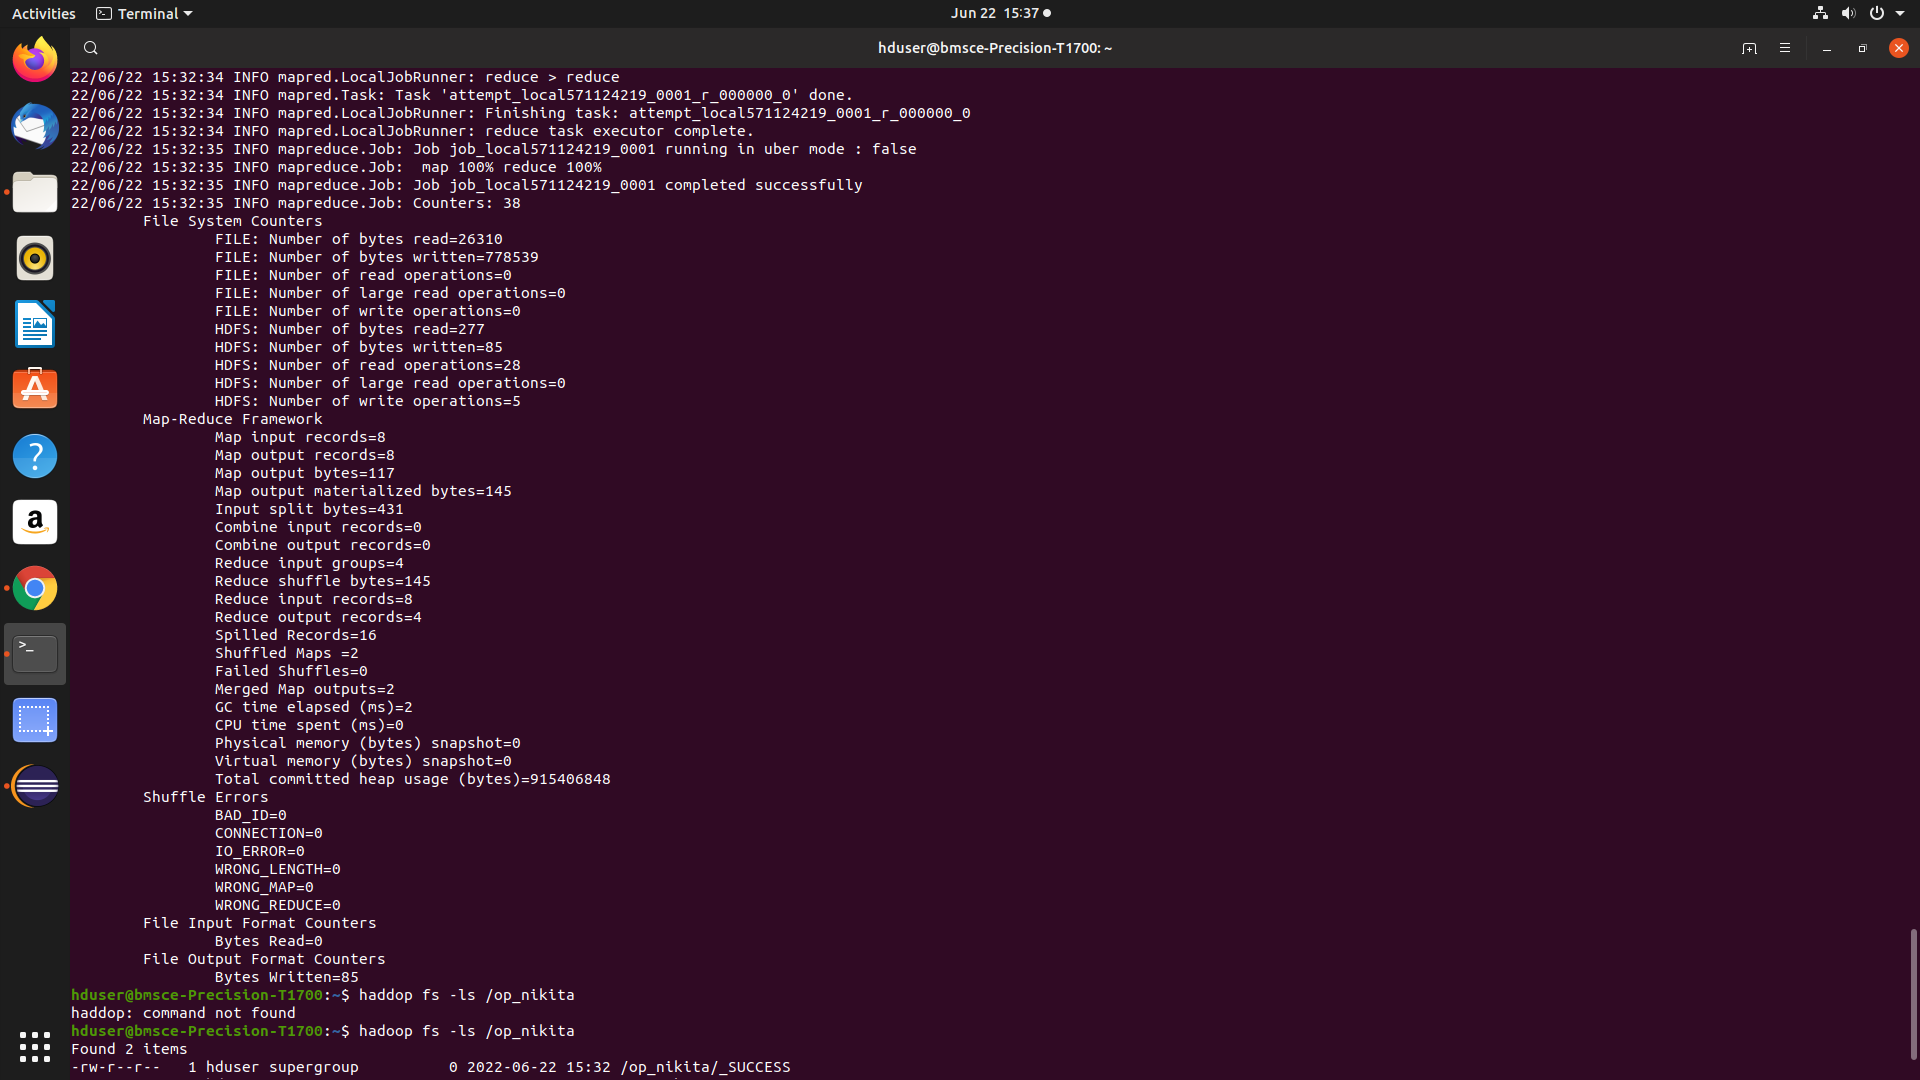 Activities Terminal Jun 22 15:37
hduser@bmsce-Precision-T1700: ~
22/06/22 15:32:34 INFO mapred.LocalJobRunner: reduce > reduce
22/06/22 15:32:34 INFO mapred.Task: Task 'attempt_local571124219_0001_r_000000_0' done.
22/06/22 15:32:34 INFO mapred.LocalJobRunner: Finishing task: attempt_local571124219_0001_r_000000_0
22/06/22 15:32:34 INFO mapred.LocalJobRunner: reduce task executor complete.
22/06/22 15:32:35 INFO mapreduce.Job: Job job_local571124219_0001 running in uber mode : false
22/06/22 15:32:35 INFO mapreduce.Job:  map 100% reduce 100%
22/06/22 15:32:35 INFO mapreduce.Job: Job job_local571124219_0001 completed successfully
22/06/22 15:32:35 INFO mapreduce.Job: Counters: 38
File System Counters
FILE: Number of bytes read=26310
FILE: Number of bytes written=778539
FILE: Number of read operations=0
FILE: Number of large read operations=0
FILE: Number of write operations=0
HDFS: Number of bytes read=277
HDFS: Number of bytes written=85
HDFS: Number of read operations=28
HDFS: Number of large read operations=0
HDFS: Number of write operations=5
Map-Reduce Framework
Map input records=8
Map output records=8
Map output bytes=117
Map output materialized bytes=145
Input split bytes=431
Combine input records=0
Combine output records=0
Reduce input groups=4
Reduce shuffle bytes=145
Reduce input records=8
Reduce output records=4
Spilled Records=16
Shuffled Maps =2
Failed Shuffles=0
Merged Map outputs=2
GC time elapsed (ms)=2
CPU time spent (ms)=0
Physical memory (bytes) snapshot=0
Virtual memory (bytes) snapshot=0
Total committed heap usage (bytes)=915406848
Shuffle Errors
BAD_ID=0
CONNECTION=0
IO_ERROR=0
WRONG_LENGTH=0
WRONG_MAP=0
WRONG_REDUCE=0
File Input Format Counters
Bytes Read=0
File Output Format Counters
Bytes Written=85
hduser@bmsce-Precision-T1700:~$ haddop fs -ls /op_nikita
haddop: command not found
hduser@bmsce-Precision-T1700:~$ hadoop fs -ls /op_nikita
Found 2 items
-rw-r--r--   1 hduser supergroup          0 2022-06-22 15:32 /op_nikita/_SUCCESS